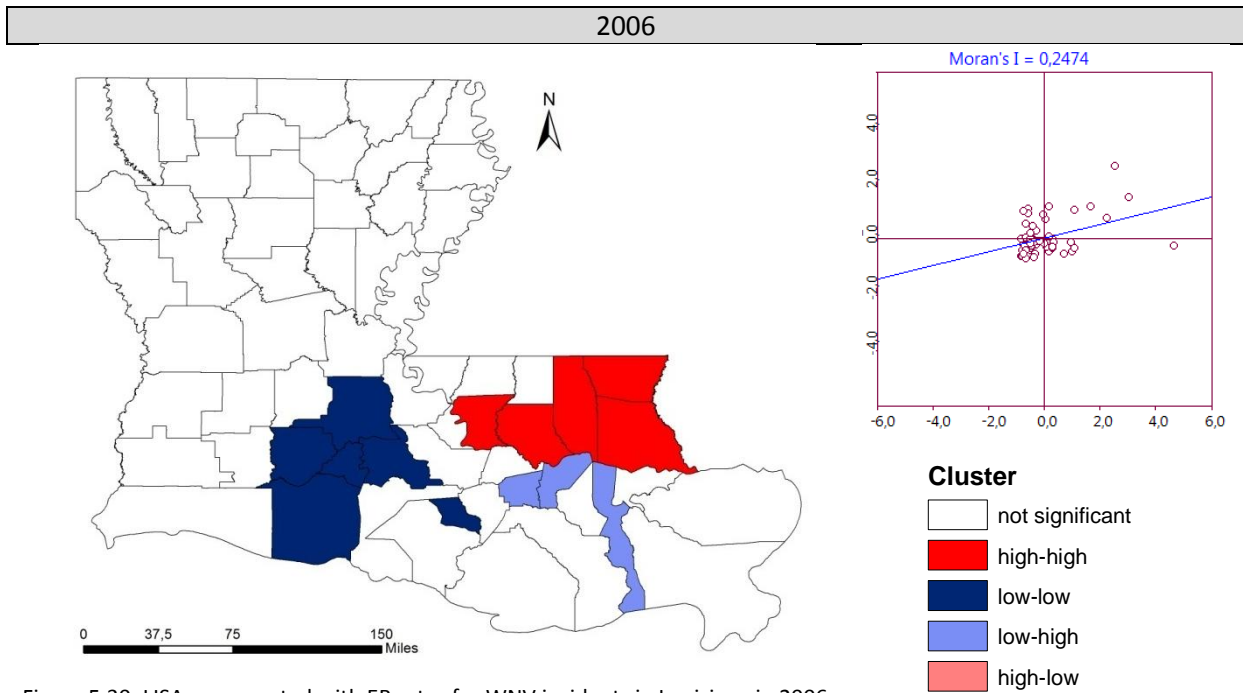 2006
Moran's I = 0,2474
N
4,0
2,0
0,0
-2,0
-4,0
-6,0 -4,0 -2,0 0,0 2,0 4,0 6,0
Cluster
not significant
high-high
low-low
low-high
high-low
0 37,5 75 150
Miles